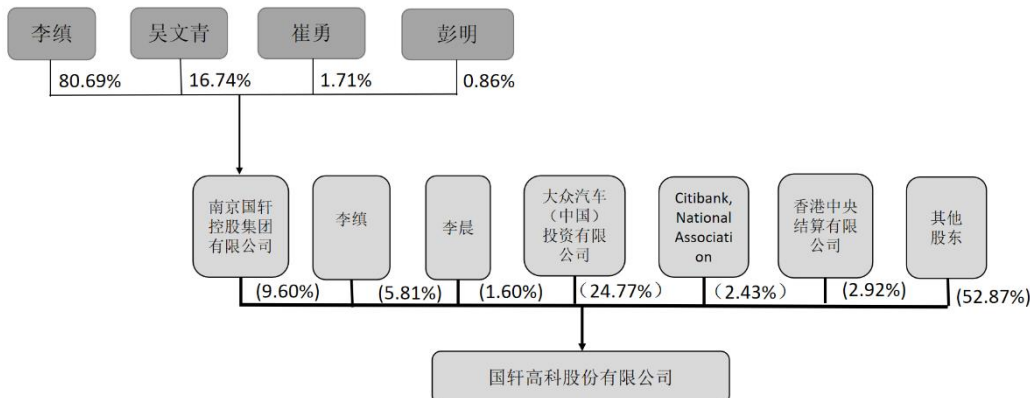 李缜
吴文青
崔勇
彭明
80.69%
16.74%
1.71%
0.86%
南京国轩
控股集团
有限公司
李缜
李晨
大众汽车
（中国）
投资有限
公司
Citibank,
National
Associati
on
香港中央
结算有限
公司
其他
股东
(9.60%)
(5.81%)
(1.60%)
（24.77%）
（2.43%）
(2.92%)
(52.87%)
国轩高科股份有限公司